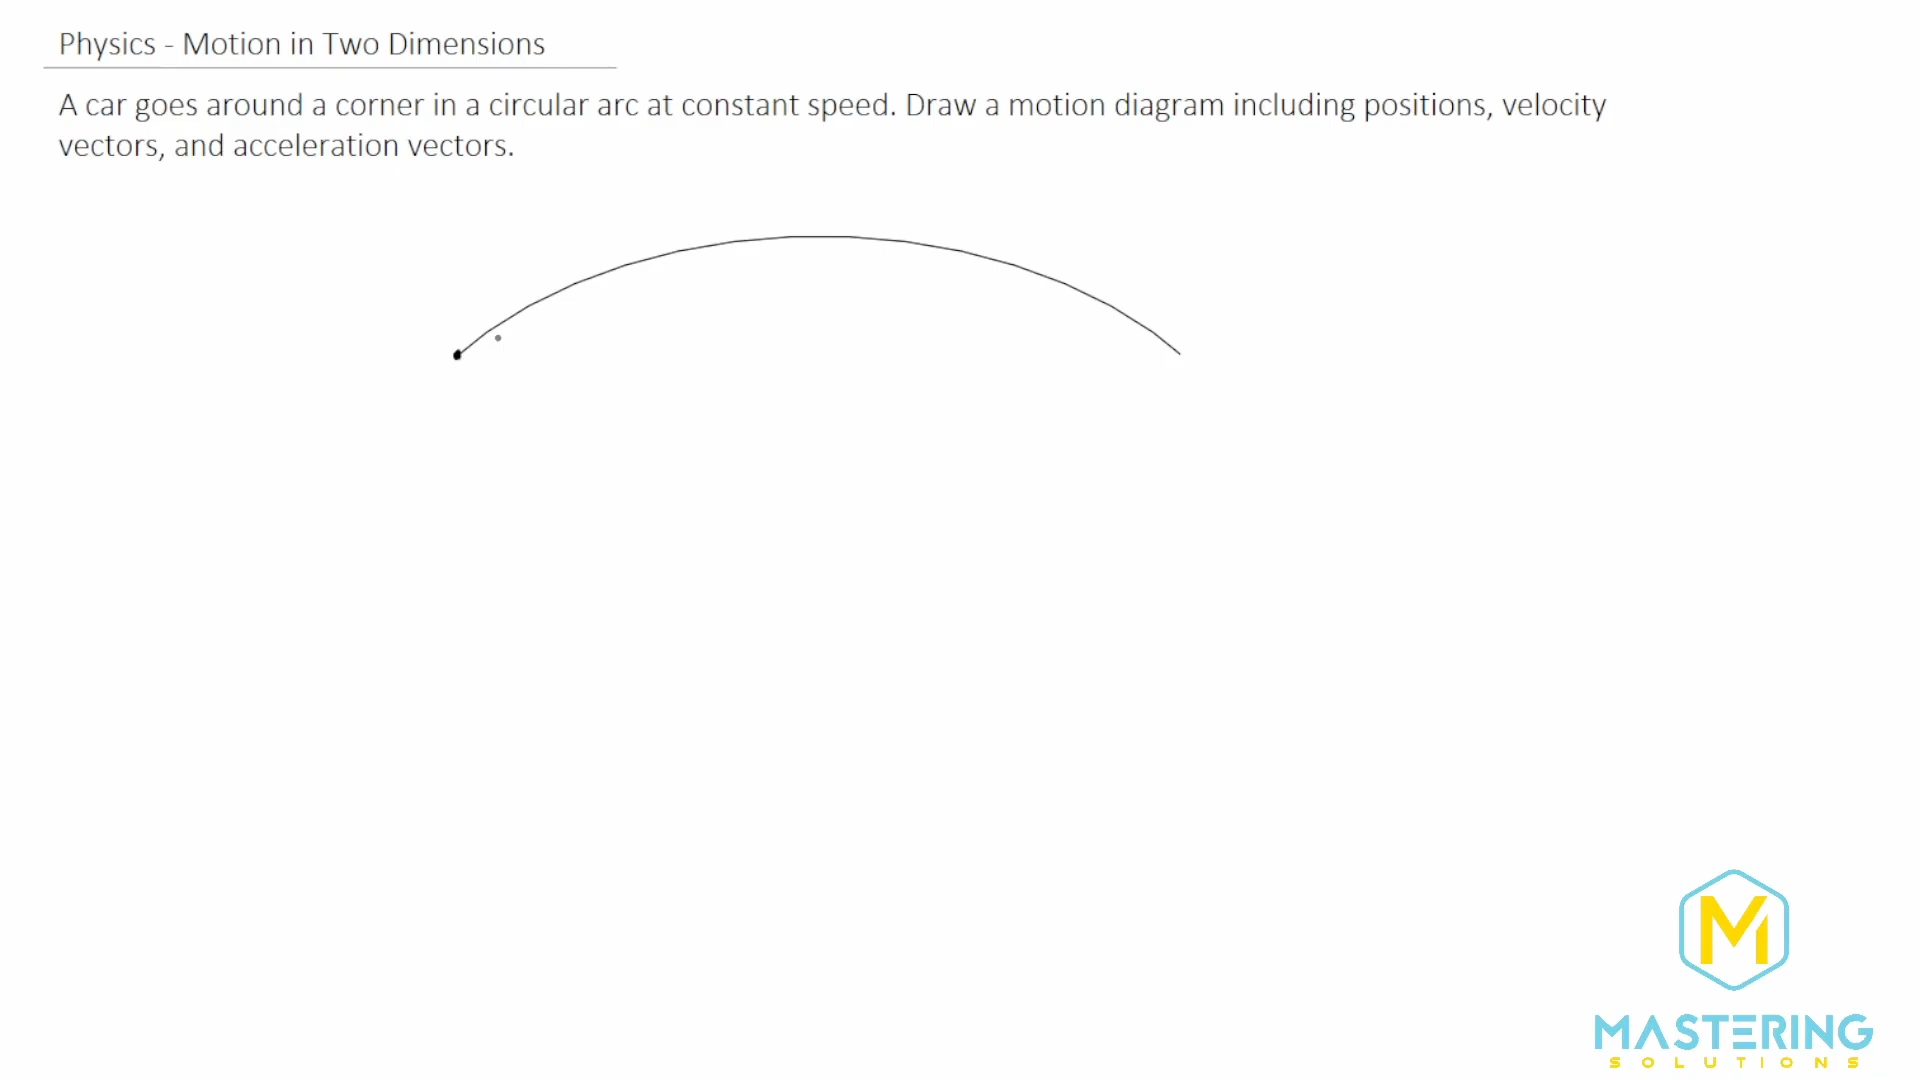 Physics - Motion in Two Dimensions
A car goes around a corner in a circular arc at constant speed. Draw a motion diagram including positions, velocity
vectors, and acceleration vectors.
M
MASTERING
SOLUTIONS